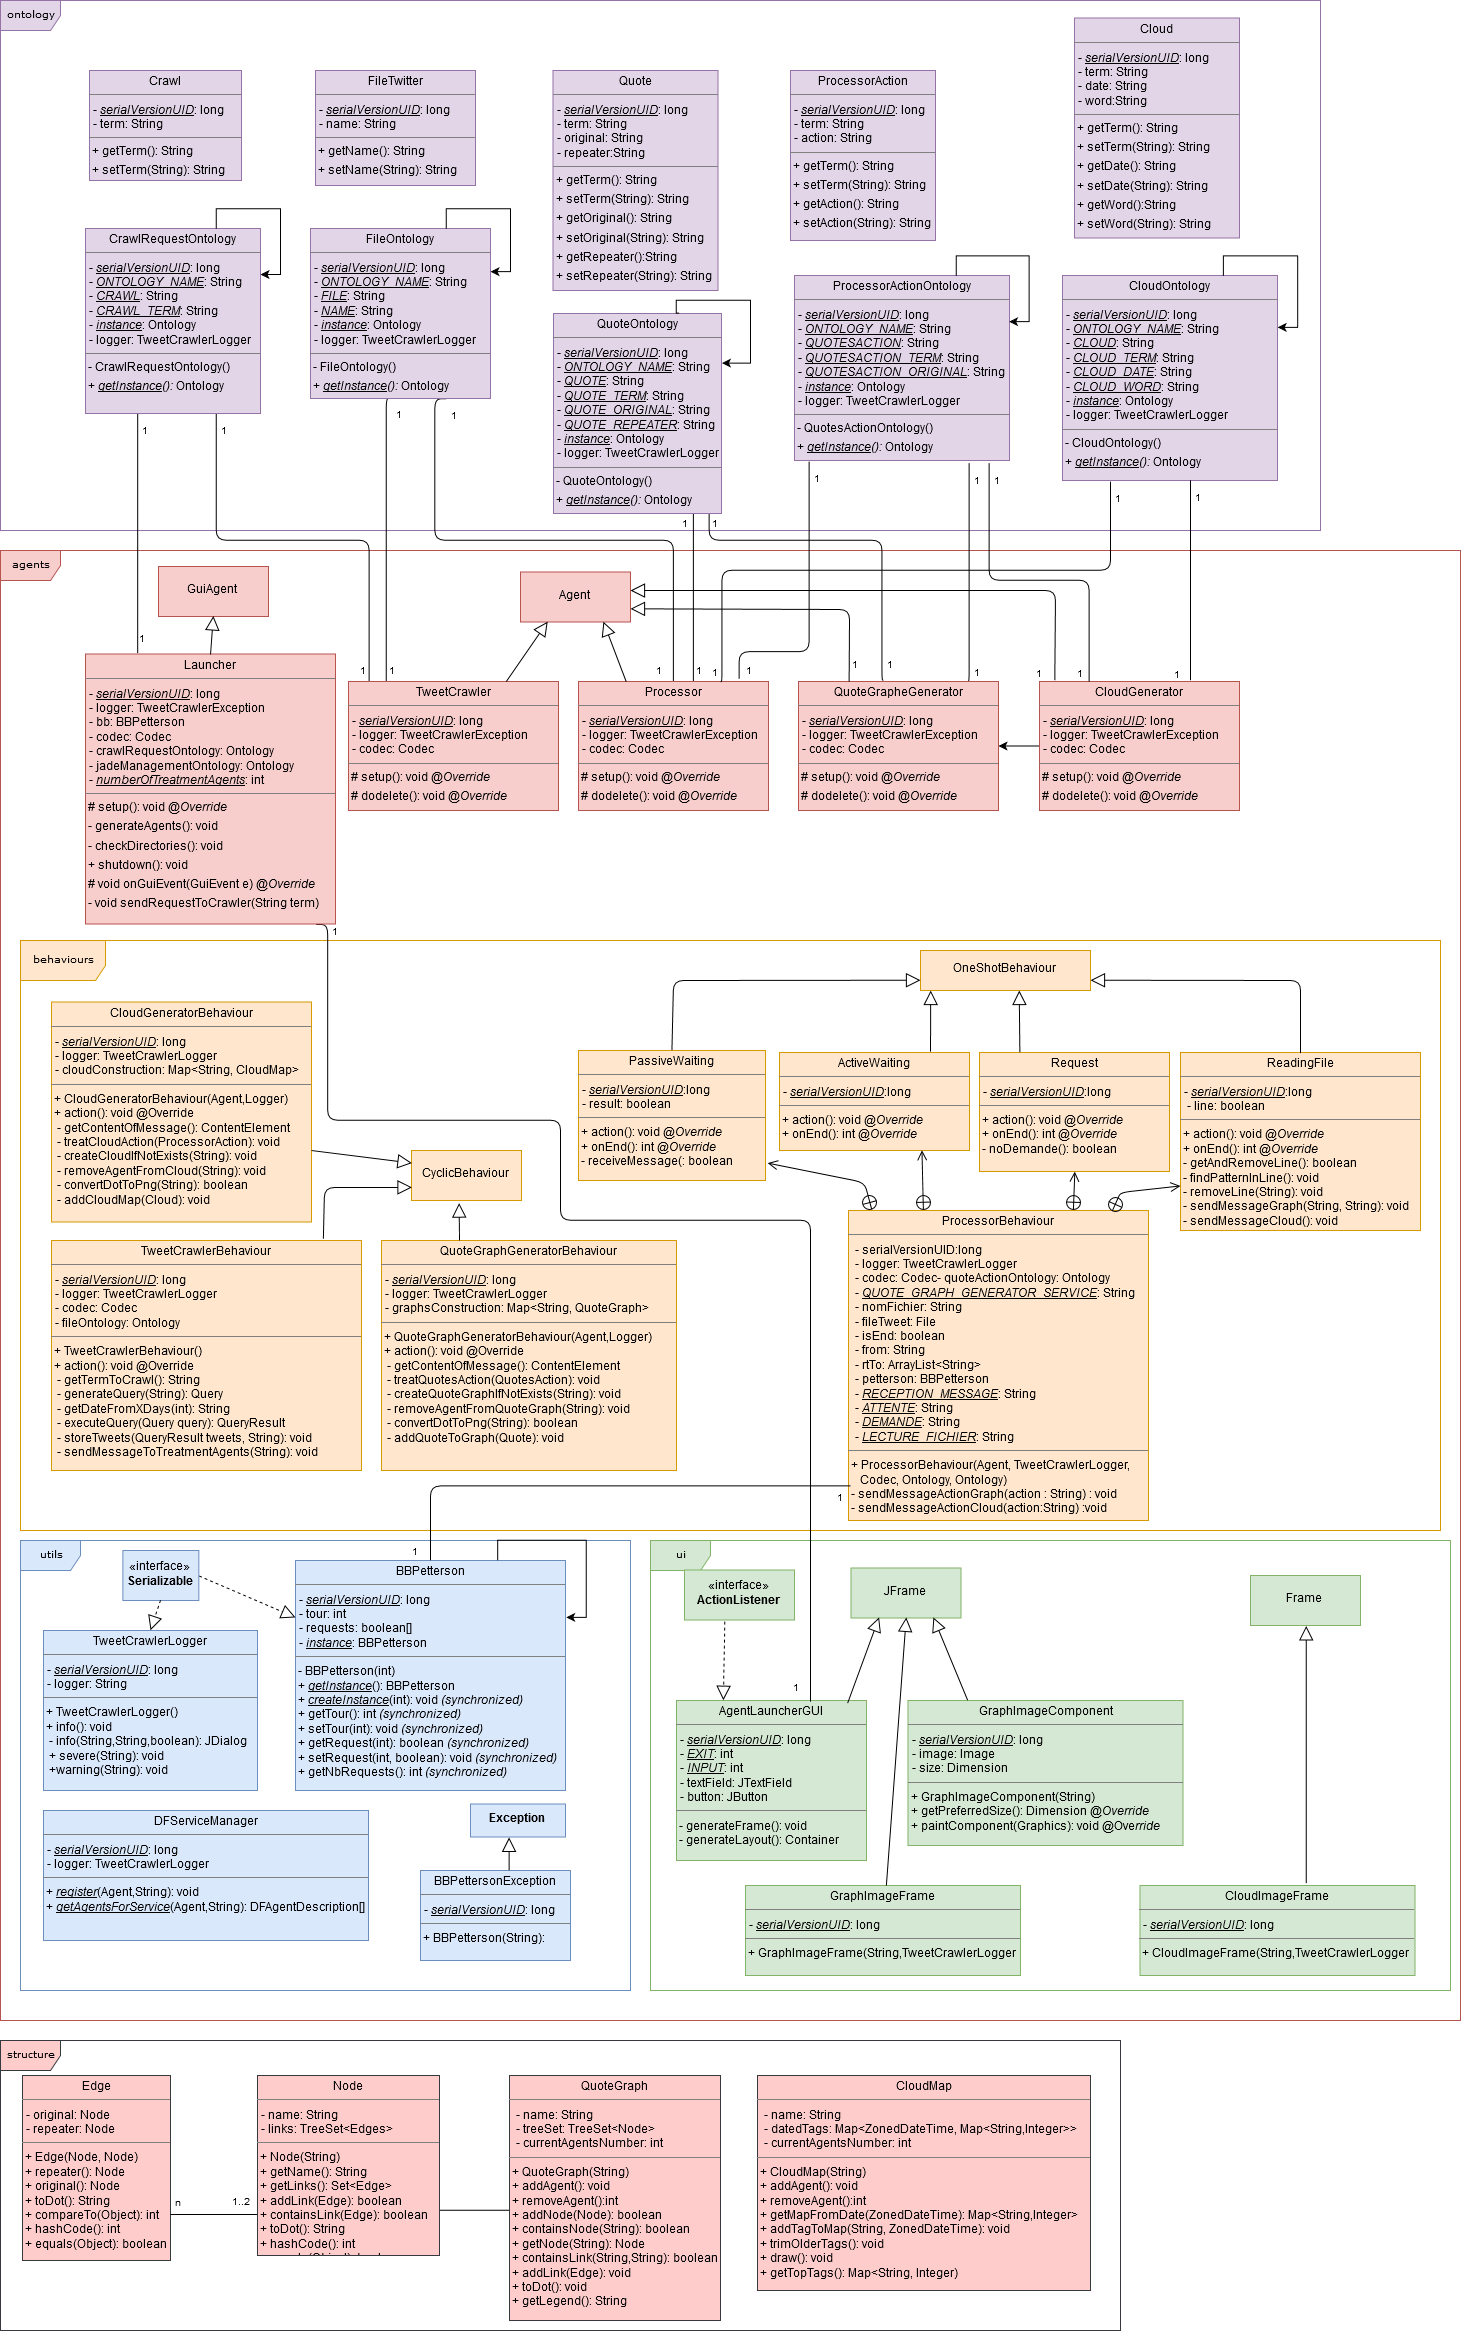 ontology
Crawl
- serialVersionUID: long
- term: String
+ getTerm(): String
+ setTerm(String): String
FileTwitter
- serialVersionUID: long
- name: String
+ getName(): String
+ setName(String): String
Quote
- serialVersionUID: long
- term: String
- original: String
- repeater:String
+ getTerm(): String
+ setTerm(String): String
+ getOriginal(): String
+ setOriginal(String): String
+ getRepeater():String
+ setRepeater(String): String
ProcessorAction
- serialVersionUID: long
- term: String
- action: String
+ getTerm(): String
+ setTerm(String): String
+ getAction(): String
+ setAction(String): String
Cloud
- serialVersionUID: long
- term: String
- date: String
- word:String
+ getTerm(): String
+ setTerm(String): String
+ getDate(): String
+ setDate(String): String
+ getWord():String
+ setWord(String): String
CrawlRequestOntology
- serialVersionUID: long
- ONTOLOGY_NAME: String
- CRAWL: String
- CRAWL_TERM: String
- instance: Ontology
- logger: TweetCrawlerLogger
- CrawlRequestOntology()
+ getInstance(): Ontology
FileOntology
- serialVersionUID: long
- ONTOLOGY_NAME: String
- FILE: String
- NAME: String
- instance: Ontology
- logger: TweetCrawlerLogger
- FileOntology()
+ getInstance(): Ontology
QuoteOntology
- serialVersionUID: long
- ONTOLOGY_NAME: String
- QUOTE: String
- QUOTE_TERM: String
- QUOTE_ORIGINAL: String
- QUOTE_REPEATER: String
- instance: Ontology
- logger: TweetCrawlerLogger
- QuoteOntology()
+ getInstance(): Ontology
ProcessorActionOntology
- serialVersionUID: long
- ONTOLOGY_NAME: String
- QUOTESACTION: String
- QUOTESACTION_TERM: String
- QUOTESACTION_ORIGINAL: String
- instance: Ontology
- logger: TweetCrawlerLogger
- QuotesActionOntology()
+ getInstance(): Ontology
CloudOntology
- serialVersionUID: long
- ONTOLOGY_NAME: String
- CLOUD: String
- CLOUD_TERM: String
- CLOUD_DATE: String
- CLOUD_WORD: String
- instance: Ontology
- logger: TweetCrawlerLogger
- CloudOntology()
+ getInstance(): Ontology
1 1 1 1
1 1 1 1 1
1 1
agents
GuiAgent
Agent
1
1 1 1 1 1 1 1 1 1 1 1 1
Launcher
- serialVersionUID: long
- logger: TweetCrawlerException
- bb: BBPetterson
- codec: Codec
- crawlRequestOntology: Ontology
- jadeManagementOntology: Ontology
- numberOfTreatmentAgents: int
# setup(): void @Override
- generateAgents(): void
- checkDirectories(): void
+ shutdown(): void
# void onGuiEvent(GuiEvent e) @Override
- void sendRequestToCrawler(String term)
1
TweetCrawler
- serialVersionUID: long
- logger: TweetCrawlerException
- codec: Codec
# setup(): void @Override
# dodelete(): void @Override
Processor
- serialVersionUID: long
- logger: TweetCrawlerException
- codec: Codec
# setup(): void @Override
# dodelete(): void @Override
QuoteGrapheGenerator
- serialVersionUID: long
- logger: TweetCrawlerException
- codec: Codec
# setup(): void @Override
# dodelete(): void @Override
CloudGenerator
- serialVersionUID: long
- logger: TweetCrawlerException
- codec: Codec
# setup(): void @Override
# dodelete(): void @Override
behaviours
OneShotBehaviour
CloudGeneratorBehaviour
- serialVersionUID: long
- logger: TweetCrawlerLogger
- cloudConstruction: Map<String, CloudMap>
+ CloudGeneratorBehaviour(Agent,Logger)
+ action(): void @Override
- getContentOfMessage(): ContentElement
- treatCloudAction(ProcessorAction): void
- createCloudIfNotExists(String): void
- removeAgentFromCloud(String): void
- convertDotToPng(String): boolean
- addCloudMap(Cloud): void
CyclicBehaviour
PassiveWaiting
- serialVersionUID:long
- result: boolean
+ action(): void @Override
+ onEnd(): int @Override
- receiveMessage(: boolean
ActiveWaiting
- serialVersionUID:long
+ action(): void @Override
+ onEnd(): int @Override
Request
- serialVersionUID:long
+ action(): void @Override
+ onEnd(): int @Override
- noDemande(): boolean
ReadingFile
- serialVersionUID:long
- line: boolean
+ action(): void @Override
+ onEnd(): int @Override
- getAndRemoveLine(): boolean
- findPatternInLine(): void
- removeLine(String): void
- sendMessageGraph(String, String): void
- sendMessageCloud(): void
TweetCrawlerBehaviour
- serialVersionUID: long
- logger: TweetCrawlerLogger
- codec: Codec
- fileOntology: Ontology
+ TweetCrawlerBehaviour()
+ action(): void @Override
- getTermToCrawl(): String
- generateQuery(String): Query
- getDateFromXDays(int): String
- executeQuery(Query query): QueryResult
- storeTweets(QueryResult tweets, String): void
- sendMessageToTreatmentAgents(String): void
QuoteGraphGeneratorBehaviour
- serialVersionUID: long
- logger: TweetCrawlerLogger
- graphsConstruction: Map<String, QuoteGraph>
+ QuoteGraphGeneratorBehaviour(Agent,Logger)
+ action(): void @Override
- getContentOfMessage(): ContentElement
- treatQuotesAction(QuotesAction): void
- createQuoteGraphIfNotExists(String): void
- removeAgentFromQuoteGraph(String): void
- convertDotToPng(String): boolean
- addQuoteToGraph(Quote): void
ProcessorBehaviour
- serialVersionUID:long
- logger: TweetCrawlerLogger
- codec: Codec- quoteActionOntology: Ontology
- QUOTE_GRAPH_GENERATOR_SERVICE: String
- nomFichier: String
- fileTweet: File
- isEnd: boolean
- from: String
- rtTo: ArrayList<String>
- petterson: BBPetterson
- RECEPTION_MESSAGE: String
- ATTENTE: String
- DEMANDE: String
- LECTURE_FICHIER: String
+ ProcessorBehaviour(Agent, TweetCrawlerLogger,
Codec, Ontology, Ontology)
- sendMessageActionGraph(action : String) : void
- sendMessageActionCloud(action:String) :void
1
1
utils
«interface»
Serializable
BBPetterson
- serialVersionUID: long
- tour: int
- requests: boolean[]
- instance: BBPetterson
- BBPetterson(int)
+ getInstance(): BBPetterson
+ createInstance(int): void (synchronized)
+ getTour(): int (synchronized)
+ setTour(int): void (synchronized)
+ getRequest(int): boolean (synchronized)
+ setRequest(int, boolean): void (synchronized)
+ getNbRequests(): int (synchronized)
TweetCrawlerLogger
- serialVersionUID: long
- logger: String
+ TweetCrawlerLogger()
+ info(): void
- info(String,String,boolean): JDialog
+ severe(String): void
+warning(String): void
DFServiceManager
- serialVersionUID: long
- logger: TweetCrawlerLogger
+ register(Agent,String): void
+ getAgentsForService(Agent,String): DFAgentDescription[]
Exception
BBPettersonException
- serialVersionUID: long
+ BBPetterson(String):
ui
«interface»
ActionListener
JFrame
Frame
1
AgentLauncherGUI
- serialVersionUID: long
- EXIT: int
- INPUT: int
- textField: JTextField
- button: JButton
- generateFrame(): void
- generateLayout(): Container
GraphImageComponent
- serialVersionUID: long
- image: Image
- size: Dimension
+ GraphImageComponent(String)
+ getPreferredSize(): Dimension @Override
+ paintComponent(Graphics): void @Override
GraphImageFrame
- serialVersionUID: long
+ GraphImageFrame(String,TweetCrawlerLogger
CloudImageFrame
- serialVersionUID: long
+ CloudImageFrame(String,TweetCrawlerLogger
structure
Edge
- original: Node
- repeater: Node
+ Edge(Node, Node)
+ repeater(): Node
+ original(): Node
+ toDot(): String
+ compareTo(Object): int
+ hashCode(): int
+ equals(Object): boolean
n
1..2
Node
- name: String
- links: TreeSet<Edges>
+ Node(String)
+ getName(): String
+ getLinks(): Set<Edge>
+ addLink(Edge): boolean
+ containsLink(Edge): boolean
+ toDot(): String
+ hashCode(): int
QuoteGraph
- name: String
- treeSet: TreeSet<Node>
- currentAgentsNumber: int
+ QuoteGraph(String)
+ addAgent(): void
+ removeAgent():int
+ addNode(Node): boolean
+ containsNode(String): boolean
+ getNode(String): Node
+ containsLink(String,String): boolean
+ addLink(Edge): void
+ toDot(): void
+ getLegend(): String
CloudMap
- name: String
- datedTags: Map<ZonedDateTime, Map<String,Integer>>
- currentAgentsNumber: int
+ CloudMap(String)
+ addAgent(): void
+ removeAgent():int
+ getMapFromDate(ZonedDateTime): Map<String,Integer>
+ addTagToMap(String, ZonedDateTime): void
+ trimOlderTags(): void
+ draw(): void
+ getTopTags(): Map<String, Integer)